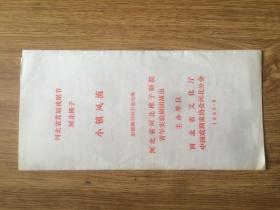 河北省首届戏剧节
河北梆子
小镇风流
河北省河北梆子剧院
青年实验剧团演出
主办单位
河北省文化厅
中国戏剧家协会河北分会